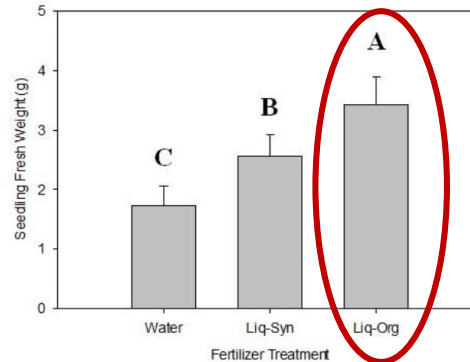 5
4
3
2
1
0
Seedling Fresh Weight (g)
C
B
A
Water Liq-Syn Liq-Org
Fertilizer Treatment